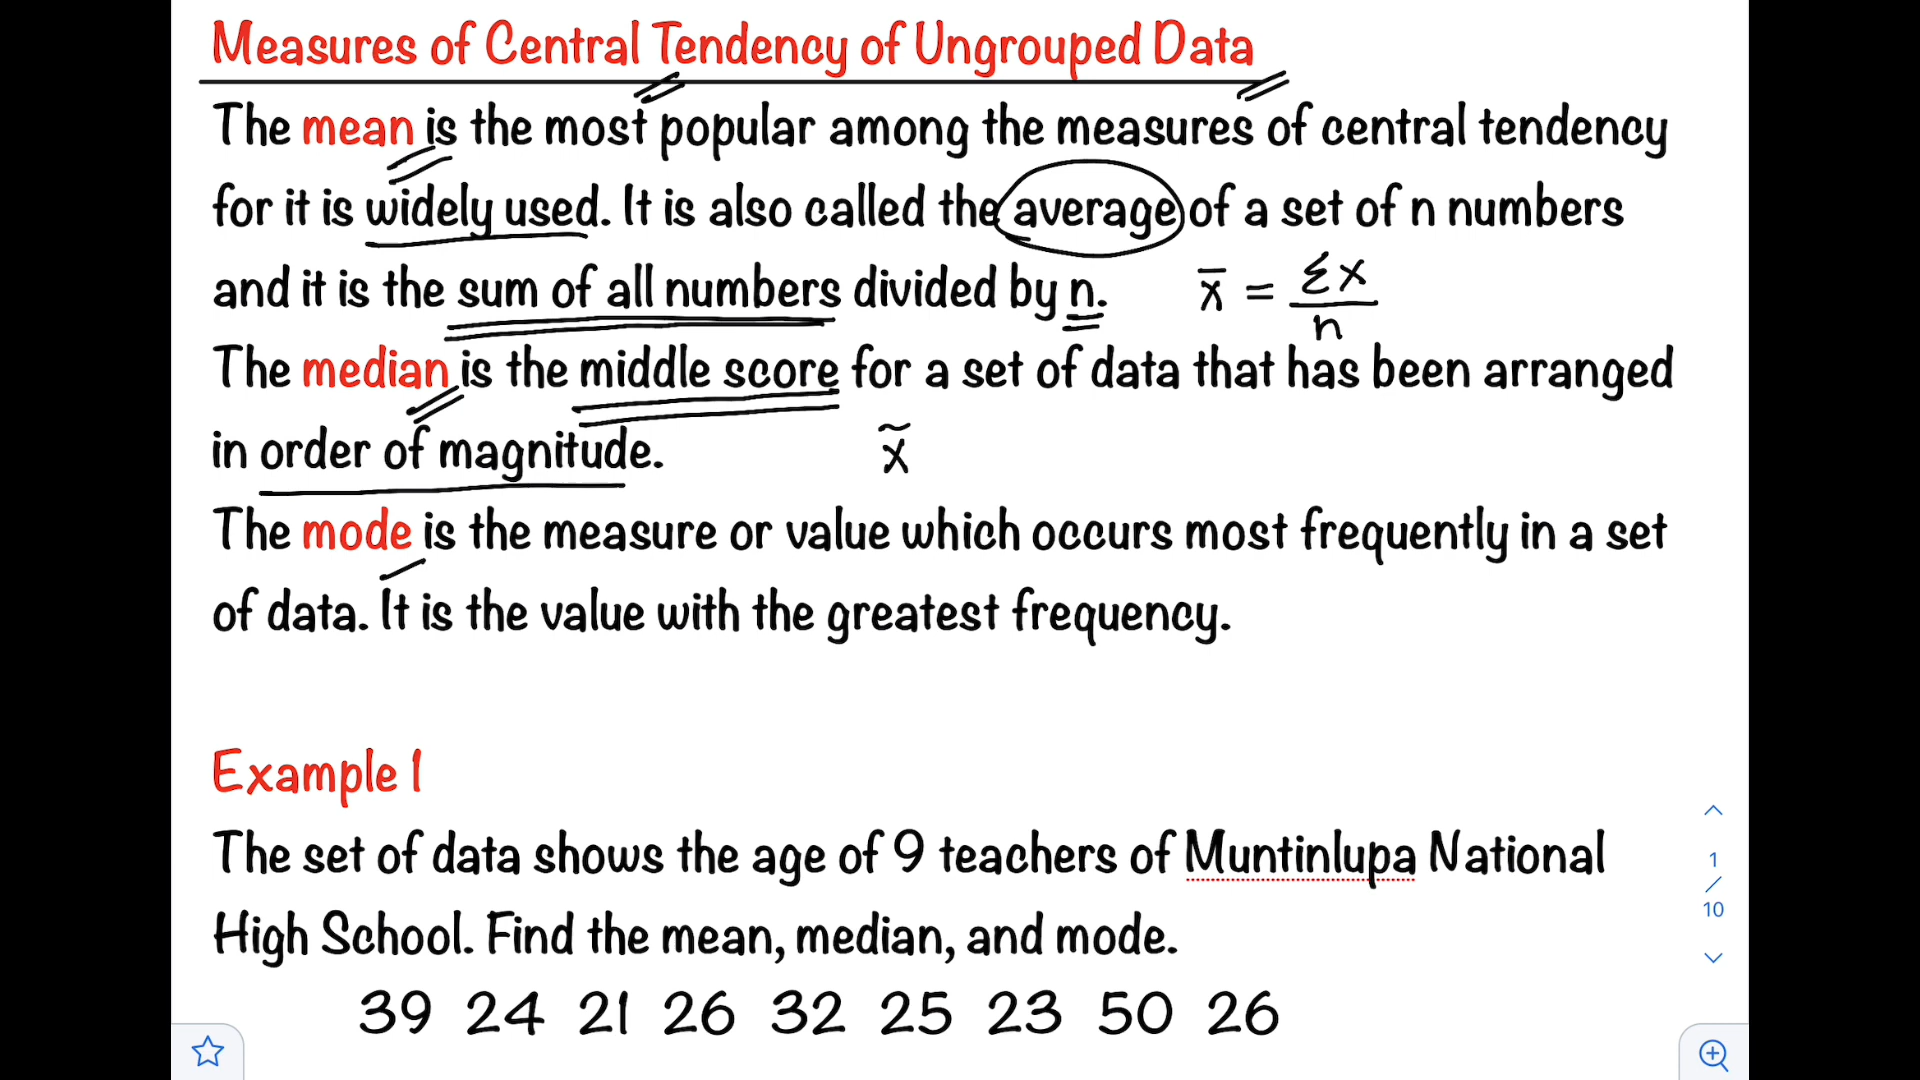 Measures of Central Tendency of Ungrouped Data
The mean is the most popular among the measures of central tendency
for it is widely used. It is also called the average of a set of n numbers
and it is the sum of all numbers divided by n. x̄ = Σx / n
The median is the middle score for a set of data that has been arranged
in order of magnitude. x̃
The mode is the measure or value which occurs most frequently in a set
of data. It is the value with the greatest frequency.
Example 1
The set of data shows the age of 9 teachers of Muntinlupa National
High School. Find the mean, median, and mode.
39 24 21 26 32 25 23 50 26
1
/
10